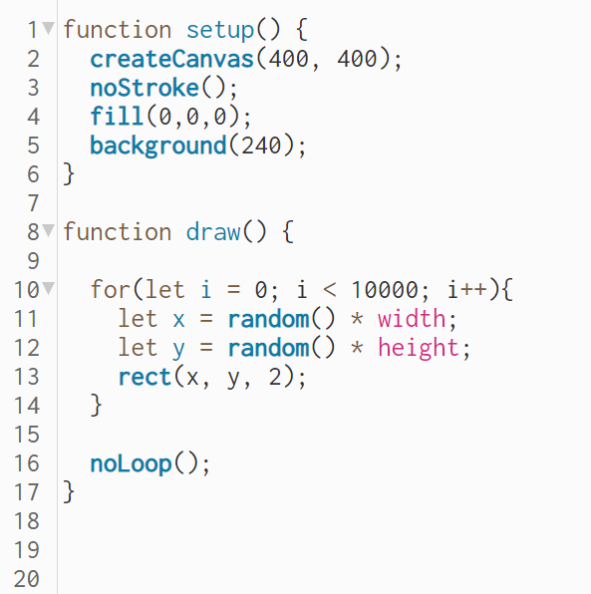 1 function setup() {
2 createCanvas(400, 400);
3 noStroke();
4 fill(0,0,0);
5 background(240);
6 }
7
8 function draw() {
9
10 for(let i = 0; i < 10000; i++){
11 let x = random() * width;
12 let y = random() * height;
13 rect(x, y, 2);
14 }
15
16 noLoop();
17 }
18
19
20